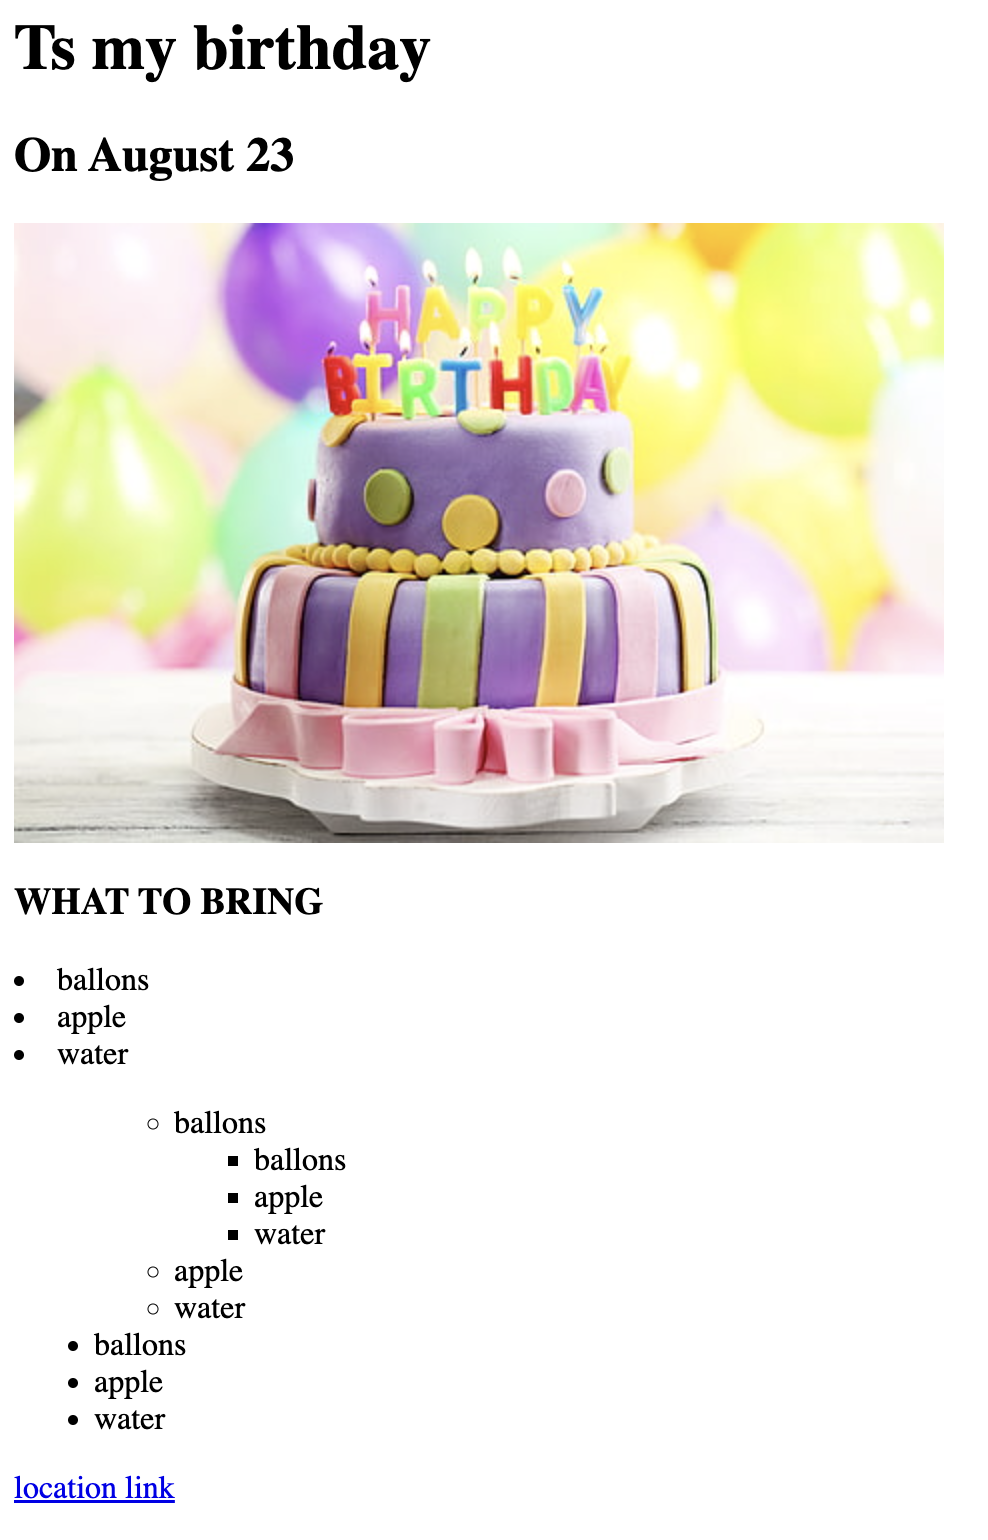 Ts my birthday
On August 23
HAPPY
BIRTHDAY
WHAT TO BRING
ballons
apple
water
ballons
ballons
apple
water
apple
water
ballons
apple
water
location link